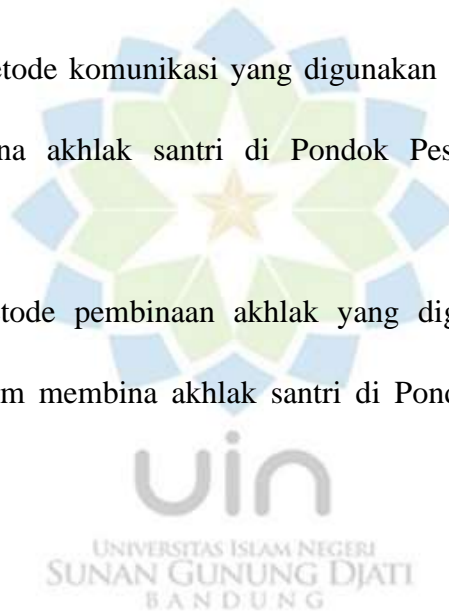 etode komunikasi yang digunakan
na akhlak santri di Pondok Pes
tode pembinaan akhlak yang dig
m membina akhlak santri di Pond
uin
UNIVERSITAS ISLAM NEGERI
SUNAN GUNUNG DJATI
BANDUNG